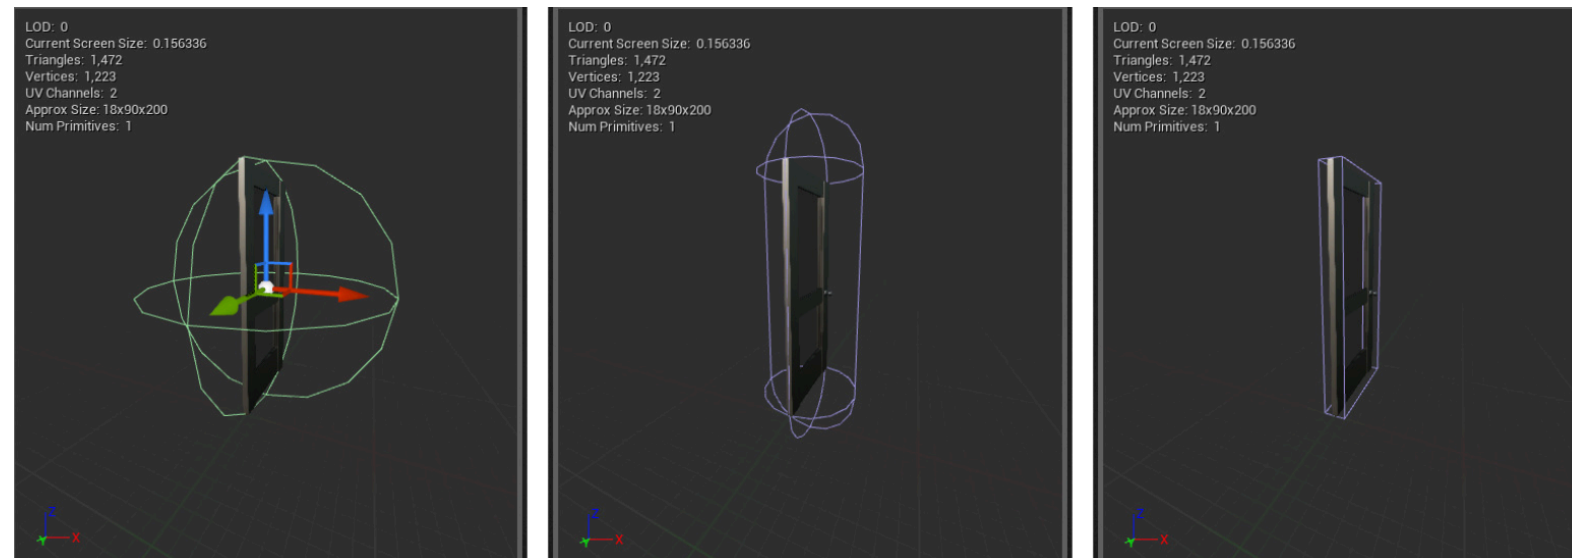 LOD: 0
Current Screen Size: 0.156336
Triangles: 1,472
Vertices: 1,223
UV Channels: 2
Approx Size: 18x90x200
Num Primitives: 1
Z
X
Y
LOD: 0
Current Screen Size: 0.156336
Triangles: 1,472
Vertices: 1,223
UV Channels: 2
Approx Size: 18x90x200
Num Primitives: 1
Z
X
Y
LOD: 0
Current Screen Size: 0.156336
Triangles: 1,472
Vertices: 1,223
UV Channels: 2
Approx Size: 18x90x200
Num Primitives: 1
Z
X
Y